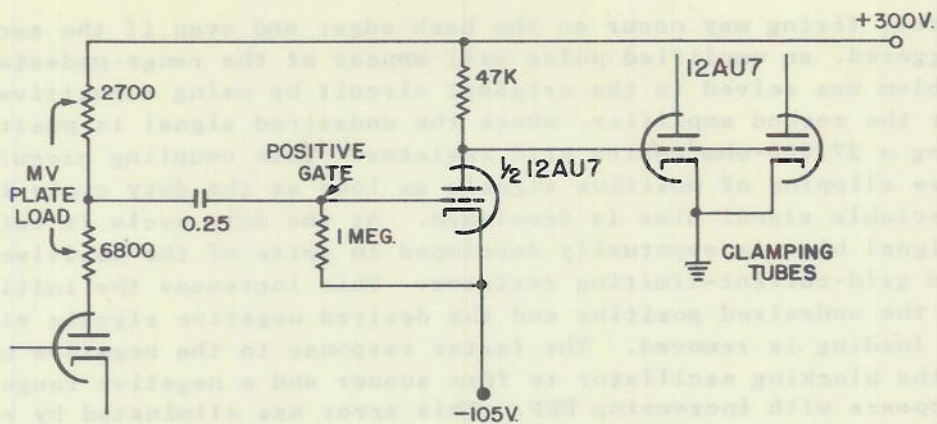 +300V.
2700
47K
12AU7
POSITIVE
GATE
½ 12AU7
MV
PLATE
LOAD
0.25
6800
1 MEG.
CLAMPING
TUBES
-105V.